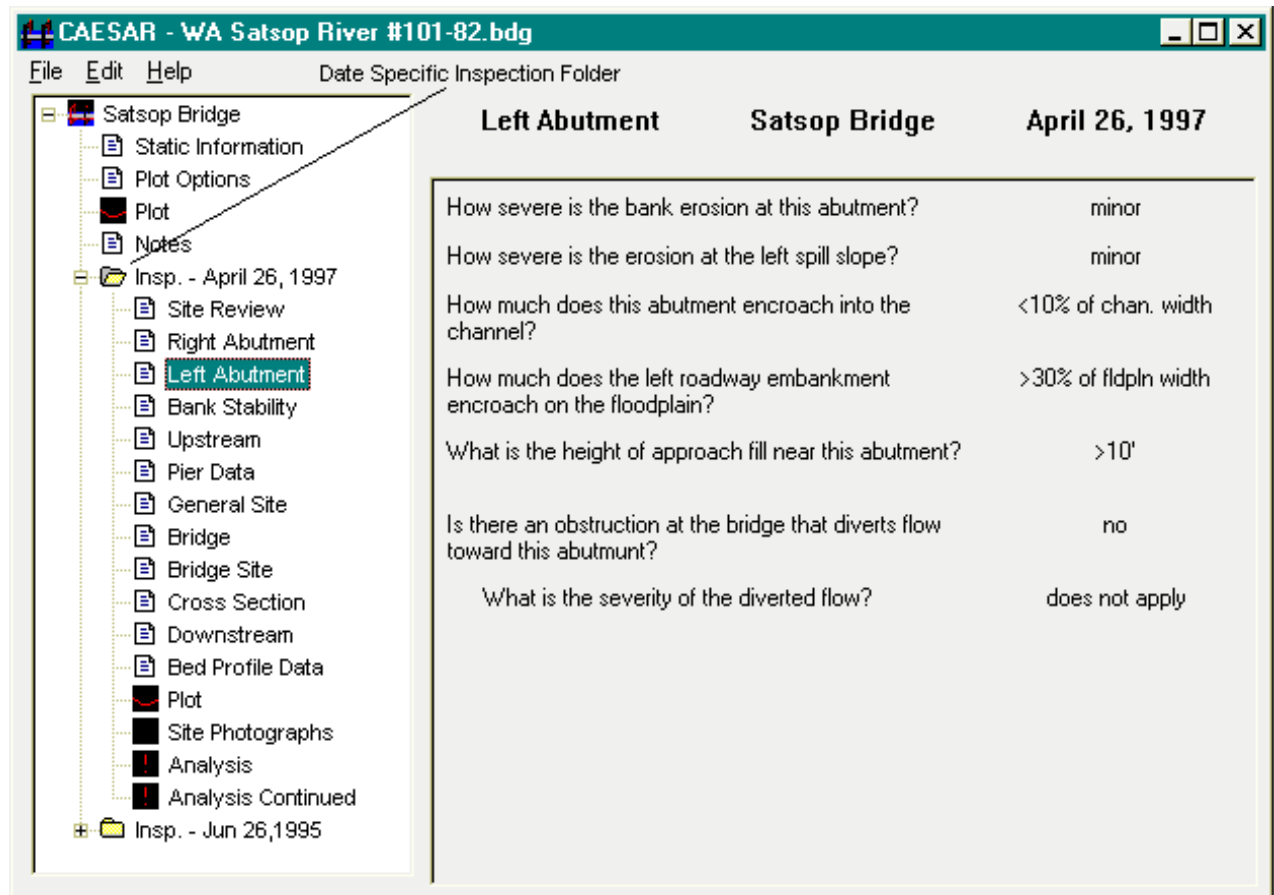 CAESAR - WA Satsop River #101-82.bdg
File Edit Help
Date Specific Inspection Folder
Satsop Bridge
Static Information
Plot Options
Plot
Notes
Insp. - April 26, 1997
Site Review
Right Abutment
Left Abutment
Bank Stability
Upstream
Pier Data
General Site
Bridge
Bridge Site
Cross Section
Downstream
Bed Profile Data
Plot
Site Photographs
Analysis
Analysis Continued
Insp. - Jun 26,1995
Left Abutment Satsop Bridge April 26, 1997
How severe is the bank erosion at this abutment? minor
How severe is the erosion at the left spill slope? minor
How much does this abutment encroach into the <10% of chan. width
channel?
How much does the left roadway embankment >30% of fldpln width
encroach on the floodplain?
What is the height of approach fill near this abutment? >10'
Is there an obstruction at the bridge that diverts flow no
toward this abutmunt?
What is the severity of the diverted flow? does not apply